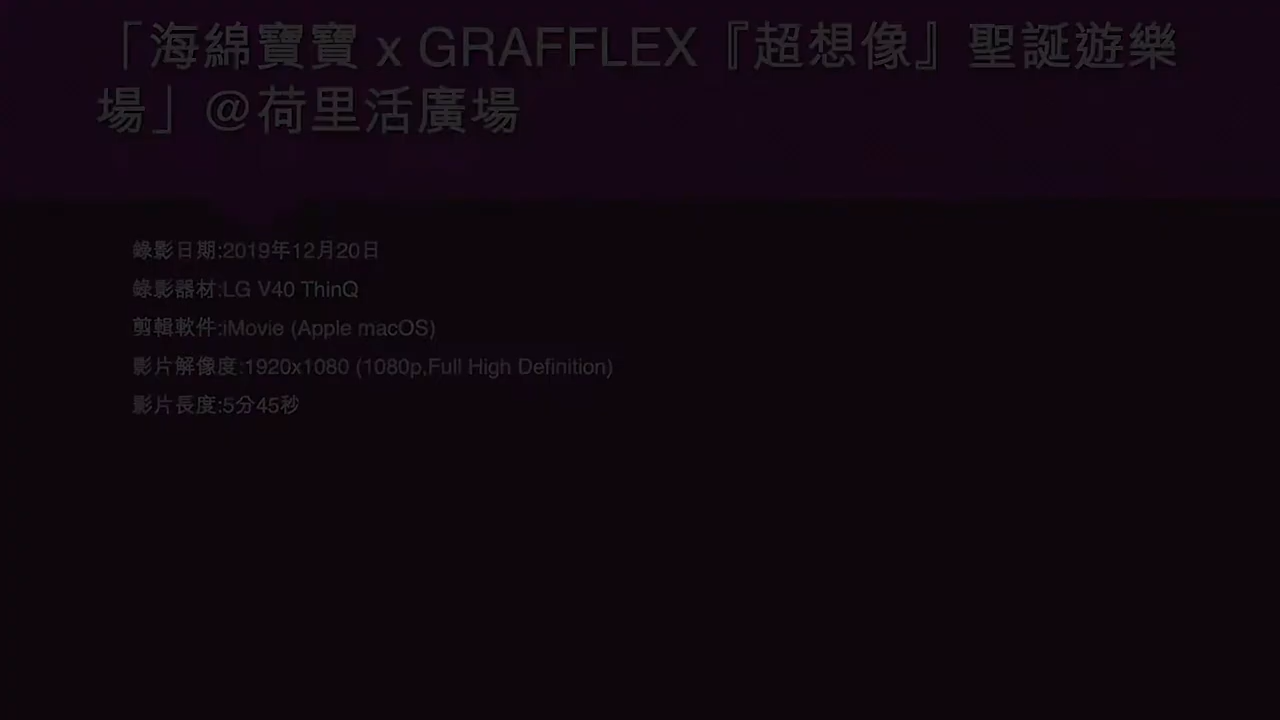 「海綿寶寶 x GRAFFLEX『超想像』聖誕遊樂
場」@荷里活廣場
錄影日期:2019年12月20日
錄影器材:LG V40 ThinQ
剪輯軟件:iMovie (Apple macOS)
影片解像度:1920x1080 (1080p,Full High Definition)
影片長度:5分45秒